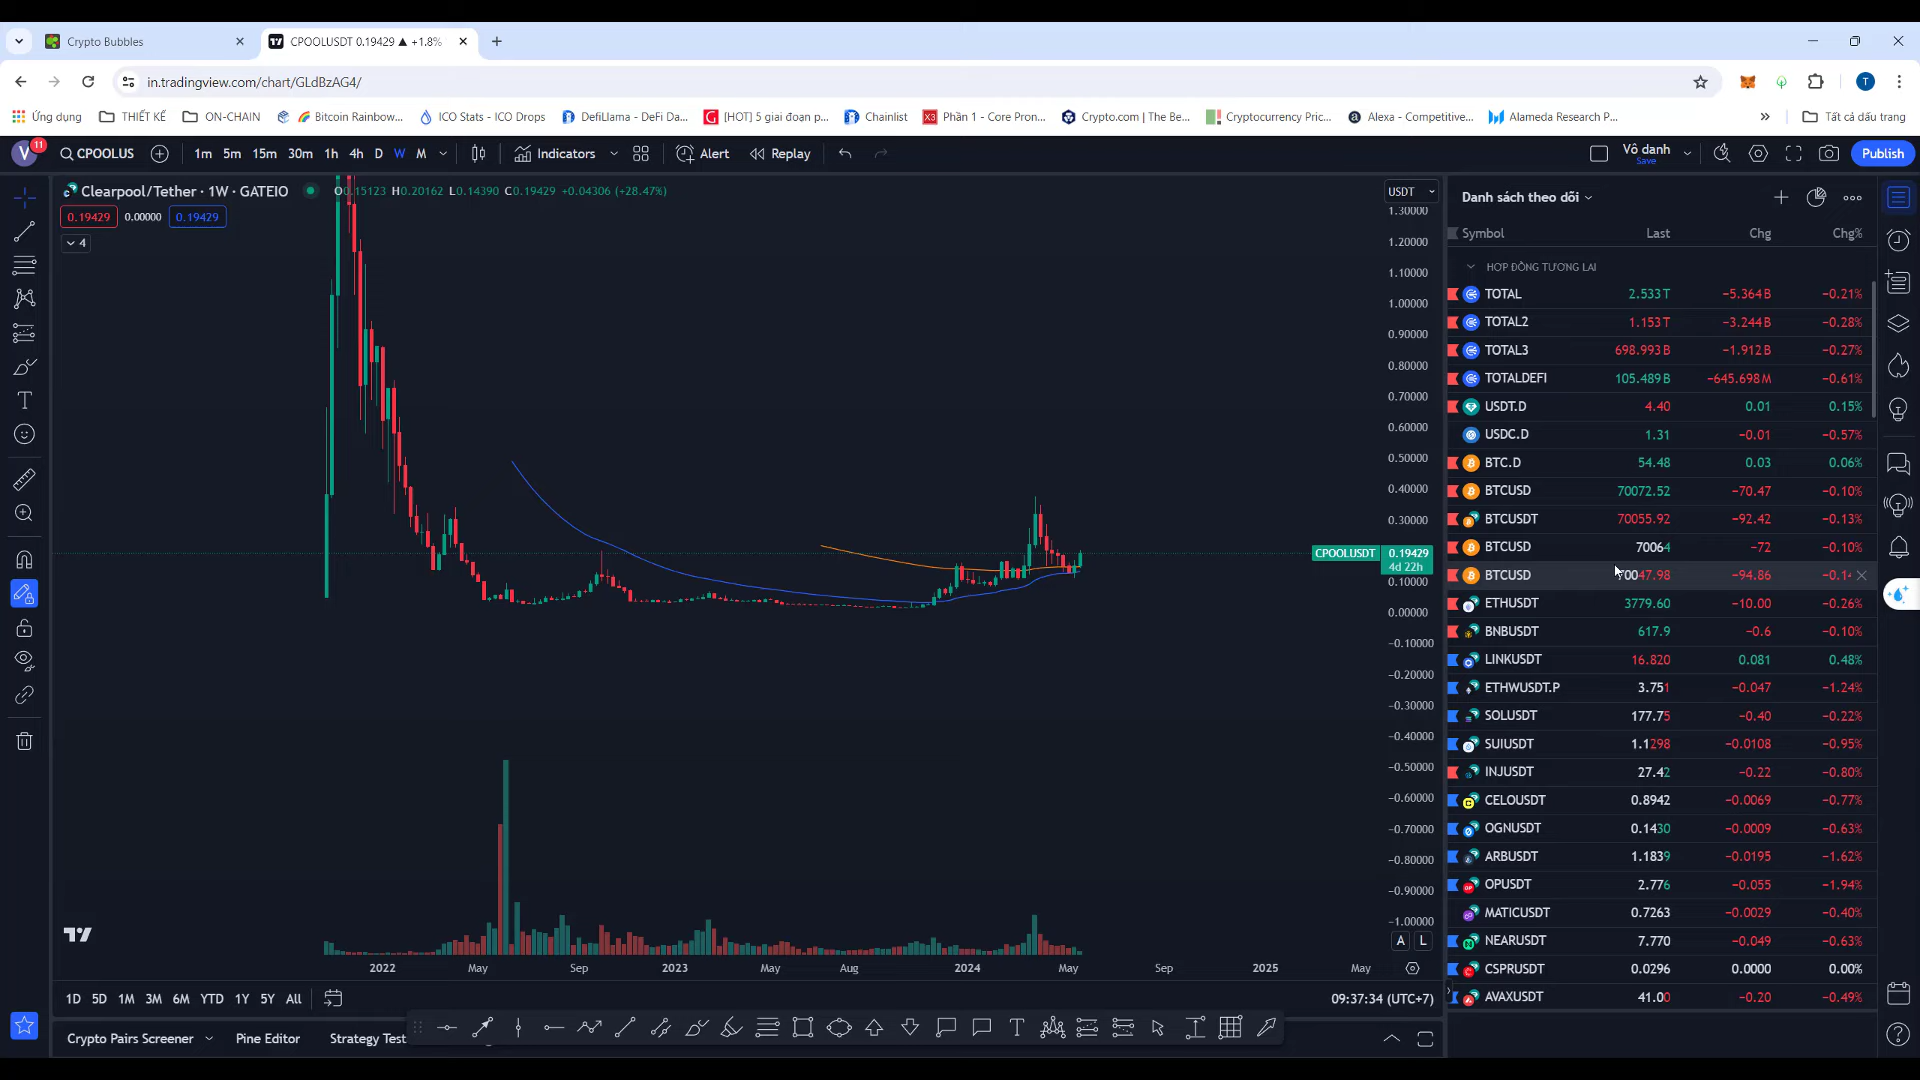 Crypto Bubbles
CPOOLUSDT 0.19429 ▲ +1.8%
in.tradingview.com/chart/GLdBzAG4/
Ứng dụng THIẾT KẾ ON-CHAIN Bitcoin Rainbow... ICO Stats - ICO Drops DefiLlama - DeFi Da... [HOT] 5 giai đoạn p... Chainlist Phần 1 - Core Pron... Crypto.com | The Be... Cryptocurrency Pric... Alexa - Competitive... Alameda Research P... Tất cả dấu trang
V 11 CPOOLUS 1m 5m 15m 30m 1h 4h D W M Indicators Alert Replay Vô danh Save Publish
Clearpool/Tether · 1W · GATEIO O0.15123 H0.20162 L0.14390 C0.19429 +0.04306 (+28.47%) USDT
0.19429 0.00000 0.19429
4
1.30000
1.20000
1.10000
1.00000
0.90000
0.80000
0.70000
0.60000
0.50000
0.40000
0.30000
CPOOLUSDT 0.19429
4d 22h
0.10000
0.00000
−0.10000
−0.20000
−0.30000
−0.40000
−0.50000
−0.60000
−0.70000
−0.80000
−0.90000
−1.00000
A L
2022 May Sep 2023 May Aug 2024 May Sep 2025 May
1D 5D 1M 3M 6M YTD 1Y 5Y All 09:37:34 (UTC+7)
Crypto Pairs Screener Pine Editor Strategy Test
Danh sách theo dõi
Symbol Last Chg Chg%
HỢP ĐỒNG TƯƠNG LAI
TOTAL 2.533T −5.364B −0.21%
TOTAL2 1.153T −3.244B −0.28%
TOTAL3 698.993B −1.912B −0.27%
TOTALDEFI 105.489B −645.698M −0.61%
USDT.D 4.40 0.01 0.15%
USDC.D 1.31 −0.01 −0.57%
BTC.D 54.48 0.03 0.06%
BTCUSD 70072.52 −70.47 −0.10%
BTCUSDT 70055.92 −92.42 −0.13%
BTCUSD 70064 −72 −0.10%
BTCUSD 70047.98 −94.86
ETHUSDT 3779.60 −10.00 −0.26%
BNBUSDT 617.9 −0.6 −0.10%
LINKUSDT 16.820 0.081 0.48%
ETHWUSDT.P 3.751 −0.047 −1.24%
SOLUSDT 177.75 −0.40 −0.22%
SUIUSDT 1.1298 −0.0108 −0.95%
INJUSDT 27.42 −0.22 −0.80%
CELOUSDT 0.8942 −0.0069 −0.77%
OGNUSDT 0.1430 −0.0009 −0.63%
ARBUSDT 1.1839 −0.0195 −1.62%
OPUSDT 2.776 −0.055 −1.94%
MATICUSDT 0.7263 −0.0029 −0.40%
NEARUSDT 7.770 −0.049 −0.63%
CSPRUSDT 0.0296 0.0000 0.00%
AVAXUSDT 41.00 −0.20 −0.49%